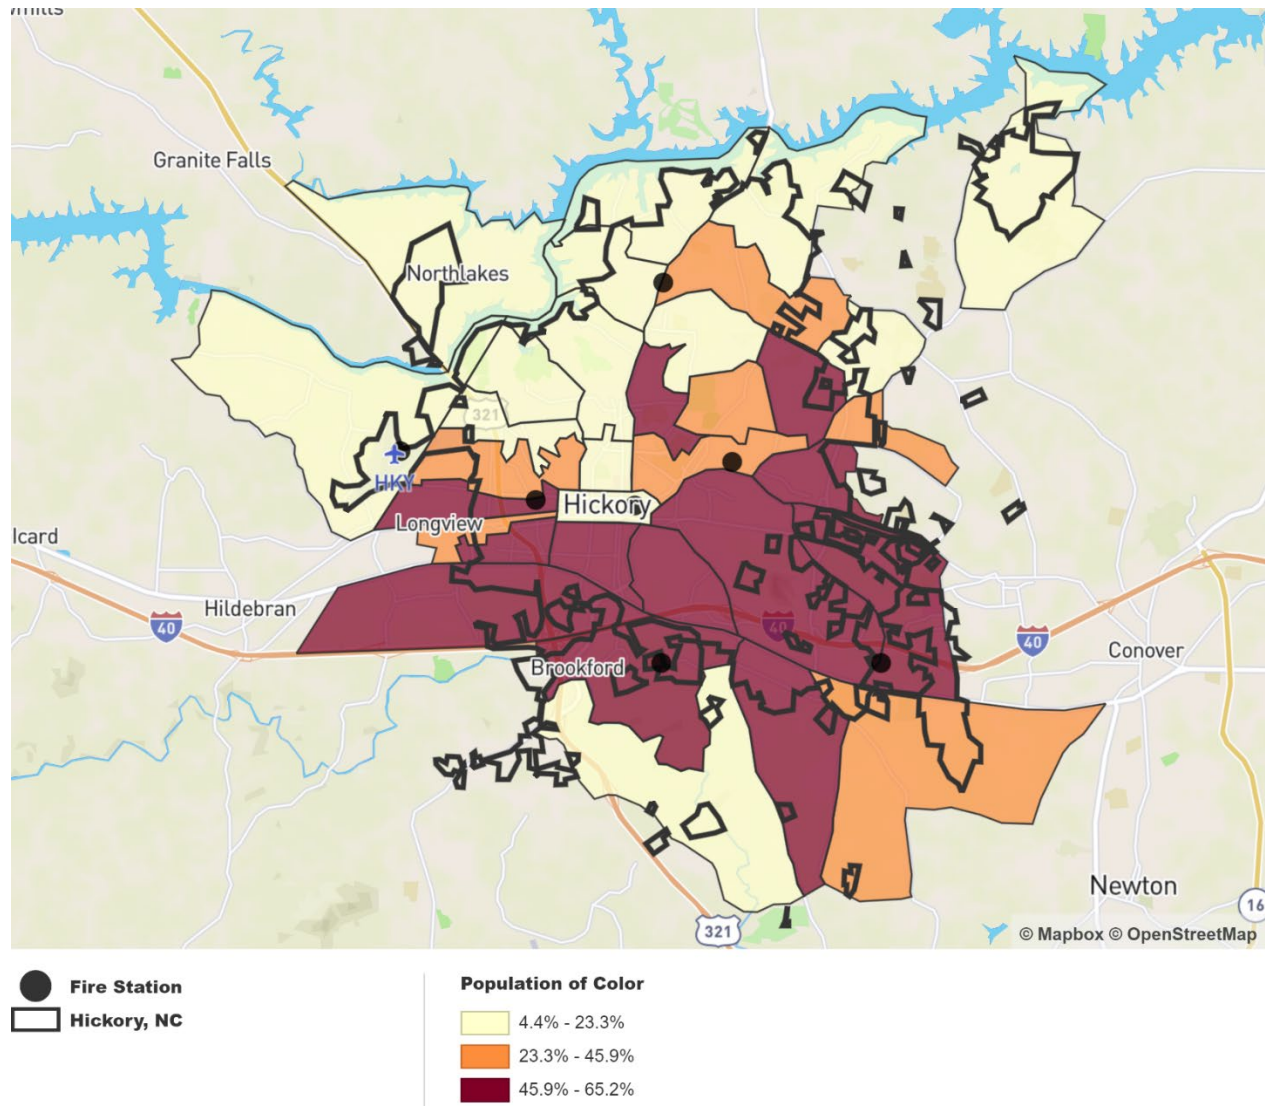 Granite Falls
Northlakes
321
HKY
Hickory
Longview
Icard
Hildebran
40
40
40
Brookford
Conover
Newton
321
16
© Mapbox © OpenStreetMap
Fire Station
Hickory, NC
Population of Color
4.4% - 23.3%
23.3% - 45.9%
45.9% - 65.2%